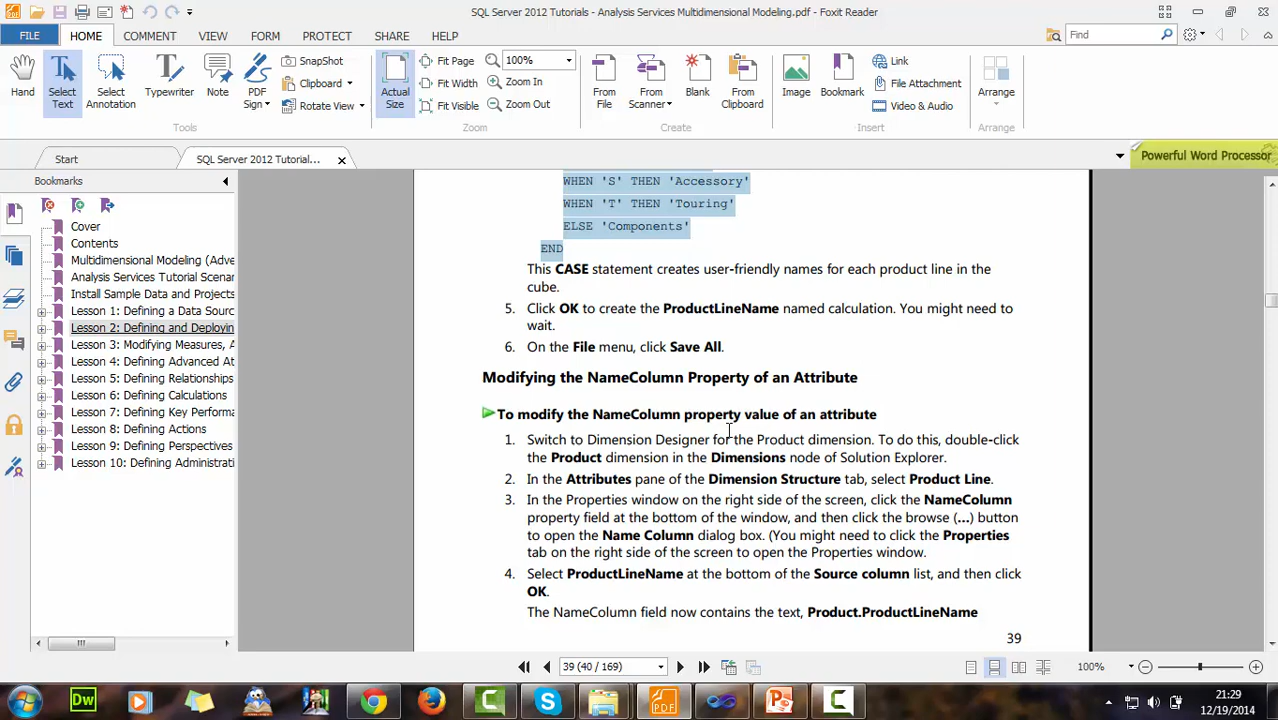 SQL Server 2012 Tutorials - Analysis Services Multidimensional Modeling.pdf - Foxit Reader
FILE HOME COMMENT VIEW FORM PROTECT SHARE HELP
Find
Hand
Select Text
Select Annotation
Typewriter
Note
PDF Sign
SnapShot
Clipboard
Rotate View
Tools
Actual Size
Fit Page
Fit Width
Fit Visible
100%
Zoom In
Zoom Out
Zoom
From File
From Scanner
Blank
From Clipboard
Create
Image
Bookmark
Link
File Attachment
Video & Audio
Insert
Arrange
Arrange
Start
SQL Server 2012 Tutorial...
Powerful Word Processor
Bookmarks
Cover
Contents
Multidimensional Modeling (Adve
Analysis Services Tutorial Scenar
Install Sample Data and Projects
Lesson 1: Defining a Data Sourc
Lesson 2: Defining and Deployin
Lesson 3: Modifying Measures, A
Lesson 4: Defining Advanced At
Lesson 5: Defining Relationships
Lesson 6: Defining Calculations
Lesson 7: Defining Key Performa
Lesson 8: Defining Actions
Lesson 9: Defining Perspectives
Lesson 10: Defining Administrati
WHEN 'S' THEN 'Accessory'
WHEN 'T' THEN 'Touring'
ELSE 'Components'
END
This CASE statement creates user-friendly names for each product line in the
cube.
5. Click OK to create the ProductLineName named calculation. You might need to
wait.
6. On the File menu, click Save All.
Modifying the NameColumn Property of an Attribute
To modify the NameColumn property value of an attribute
1. Switch to Dimension Designer for the Product dimension. To do this, double-click
the Product dimension in the Dimensions node of Solution Explorer.
2. In the Attributes pane of the Dimension Structure tab, select Product Line.
3. In the Properties window on the right side of the screen, click the NameColumn
property field at the bottom of the window, and then click the browse (...) button
to open the Name Column dialog box. (You might need to click the Properties
tab on the right side of the screen to open the Properties window.
4. Select ProductLineName at the bottom of the Source column list, and then click
OK.
The NameColumn field now contains the text, Product.ProductLineName
39
39 (40 / 169)
100%
Dw
PDF
21:29
12/19/2014